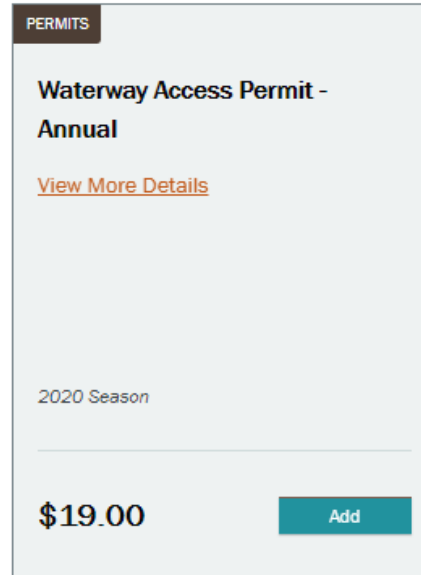 PERMITS
Waterway Access Permit -
Annual
View More Details
2020 Season
$19.00
Add